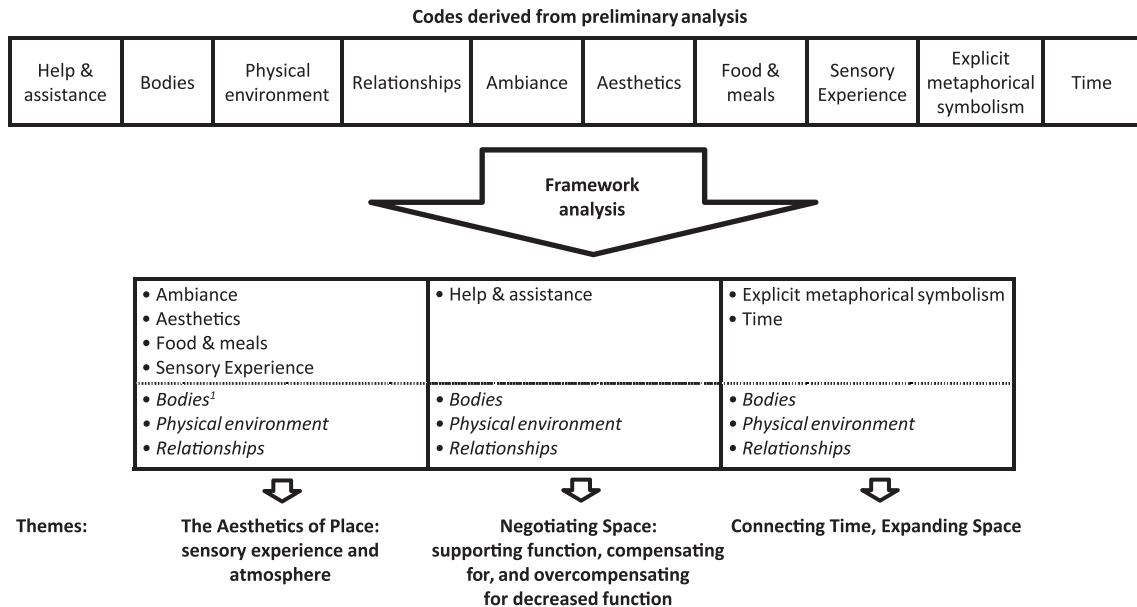 Codes derived from preliminary analysis
Help &
assistance
Bodies
Physical
environment
Relationships
Ambiance
Aesthetics
Food &
meals
Sensory
Experience
Explicit
metaphorical
symbolism
Time
Framework
analysis
• Ambiance
• Aesthetics
• Food & meals
• Sensory Experience
• Bodies¹
• Physical environment
• Relationships
• Help & assistance
• Bodies
• Physical environment
• Relationships
• Explicit metaphorical symbolism
• Time
• Bodies
• Physical environment
• Relationships
Themes:
The Aesthetics of Place:
sensory experience and
atmosphere
Negotiating Space:
supporting function, compensating
for, and overcompensating
for decreased function
Connecting Time, Expanding Space